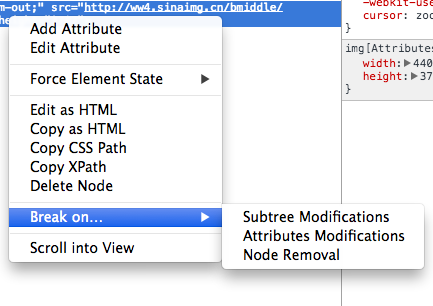 m-out;" src="http://ww4.sinaimg.cn/bmiddle/
Add Attribute
Edit Attribute
Force Element State
Edit as HTML
Copy as HTML
Copy CSS Path
Copy XPath
Delete Node
Break on...
Scroll into View
Subtree Modifications
Attributes Modifications
Node Removal
-webkit-user
cursor: zoo
}
img[Attributes
width: 440
height: 37
}